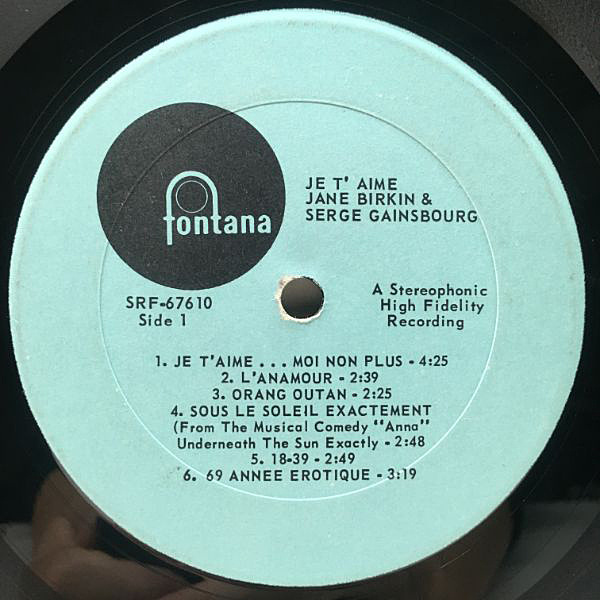 fontana
JE T' AIME
JANE BIRKIN &
SERGE GAINSBOURG
SRF-67610
Side 1
A Stereophonic
High Fidelity
Recording
1. JE T'AIME . . . MOI NON PLUS - 4:25
2. L'ANAMOUR - 2:39
3. ORANG OUTAN - 2:25
4. SOUS LE SOLEIL EXACTEMENT
(From The Musical Comedy "Anna"
Underneath The Sun Exactly - 2:48
5. 18-39 - 2:49
6. 69 ANNEE EROTIQUE - 3:19